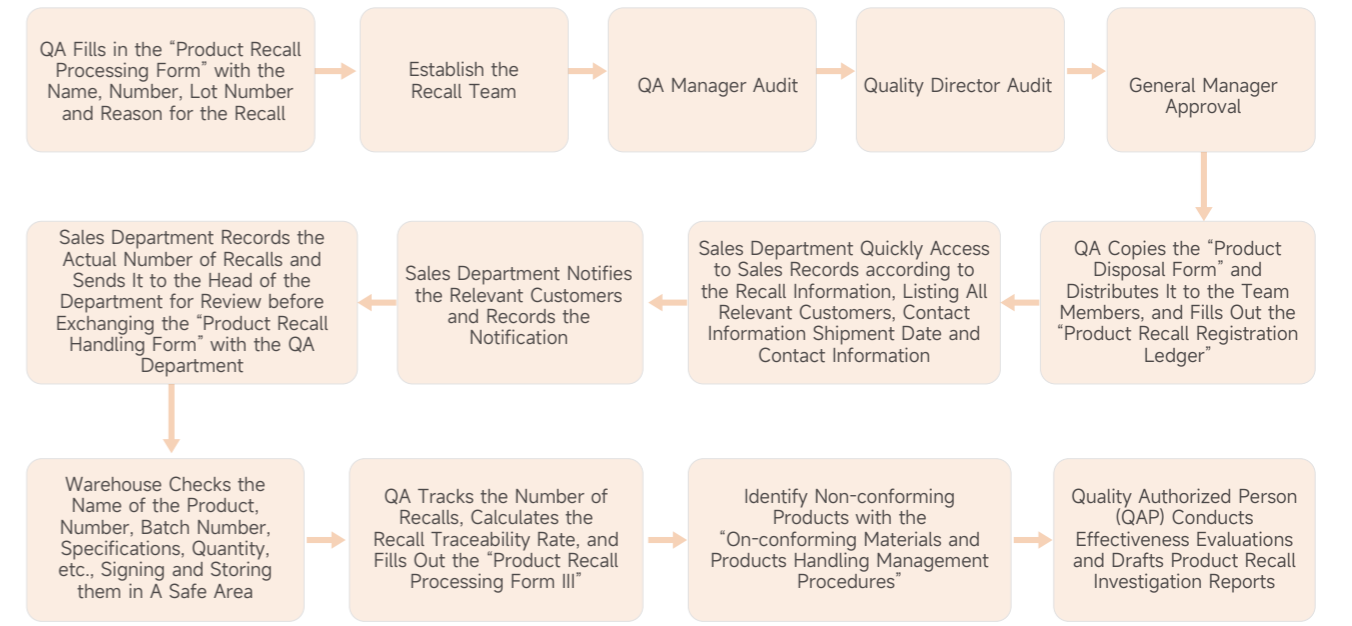 QA Fills in the “Product Recall
Processing Form” with the
Name, Number, Lot Number
and Reason for the Recall
Establish the
Recall Team
QA Manager Audit
Quality Director Audit
General Manager
Approval
QA Copies the “Product
Disposal Form” and
Distributes It to the Team
Members, and Fills Out the
“Product Recall Registration
Ledger”
Sales Department Quickly Access
to Sales Records according to
the Recall Information, Listing All
Relevant Customers, Contact
Information Shipment Date and
Contact Information
Sales Department Notifies
the Relevant Customers
and Records the
Notification
Sales Department Records the
Actual Number of Recalls and
Sends It to the Head of the
Department for Review before
Exchanging the “Product Recall
Handling Form” with the QA
Department
Warehouse Checks the
Name of the Product,
Number, Batch Number,
Specifications, Quantity,
etc., Signing and Storing
them in A Safe Area
QA Tracks the Number of
Recalls, Calculates the
Recall Traceability Rate, and
Fills Out the “Product Recall
Processing Form III”
Identify Non-conforming
Products with the
“On-conforming Materials and
Products Handling Management
Procedures”
Quality Authorized Person
(QAP) Conducts
Effectiveness Evaluations
and Drafts Product Recall
Investigation Reports